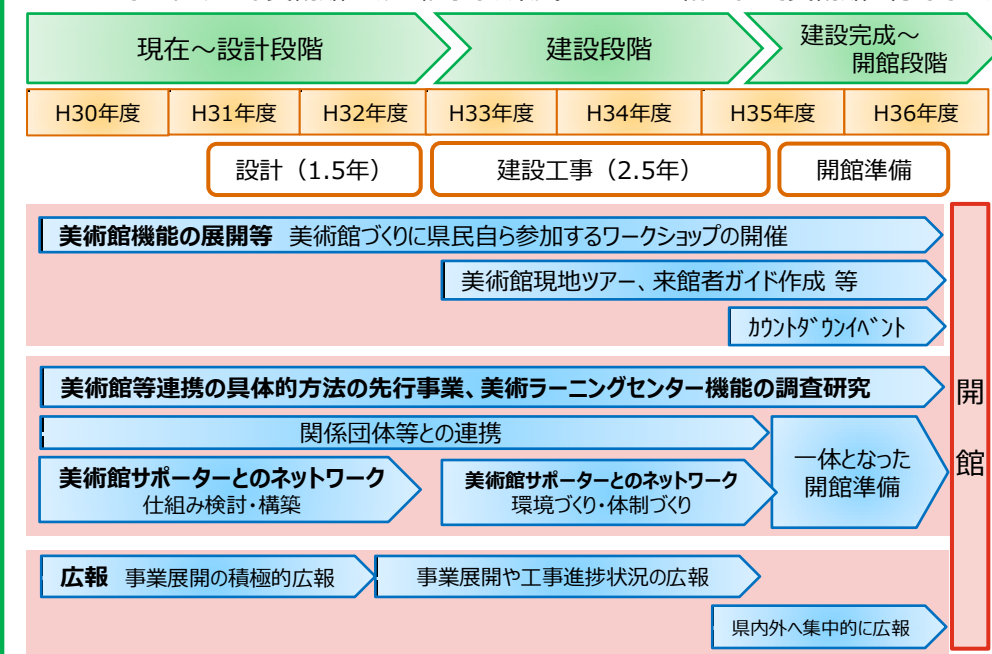 現在～設計段階
建設段階
建設完成～
開館段階
H30年度
H31年度
H32年度
H33年度
H34年度
H35年度
H36年度
設計（1.5年）
建設工事（2.5年）
開館準備
美術館機能の展開等 美術館づくりに県民自ら参加するワークショップの開催
美術館現地ツアー、来館者ガイド作成 等
ｶｳﾝﾄﾀﾞｳﾝｲﾍﾞﾝﾄ
美術館等連携の具体的方法の先行事業、美術ラーニングセンター機能の調査研究
関係団体等との連携
美術館サポーターとのネットワーク
仕組み検討・構築
美術館サポーターとのネットワーク
環境づくり・体制づくり
一体となった
開館準備
広報 事業展開の積極的広報
事業展開や工事進捗状況の広報
県内外へ集中的に広報
開
館